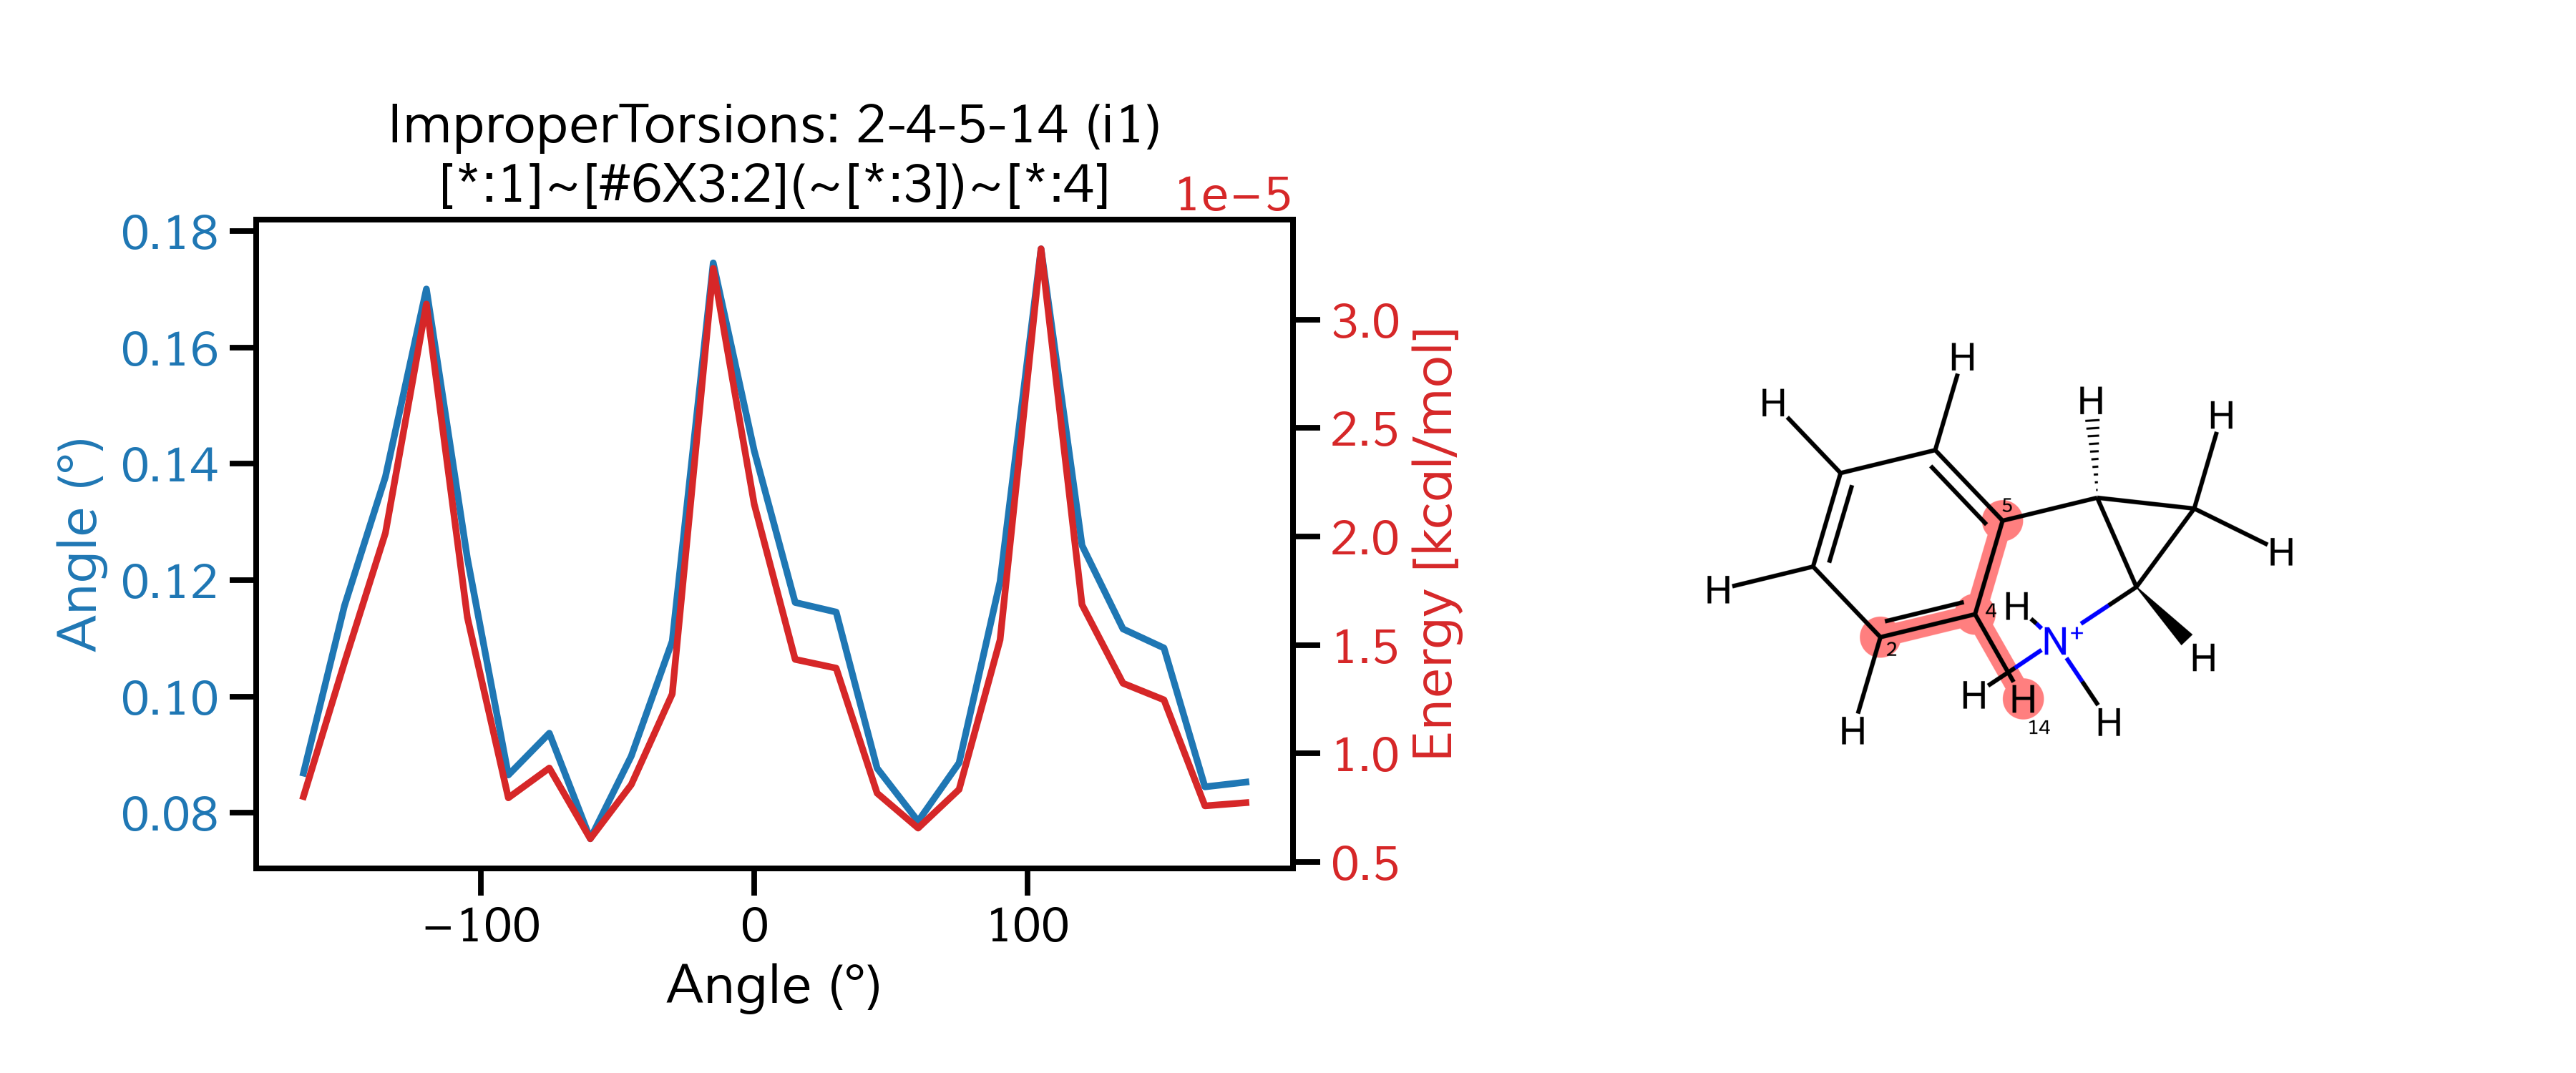 ImproperTorsions: 2-4-5-14 (i1)
[*:1]~[#6X3:2](~[*:3])~[*:4]
1e−5
0.18
0.16
0.14
0.12
0.10
0.08
Angle (°)
3.0
2.5
2.0
1.5
1.0
0.5
Energy [kcal/mol]
−100 0 100
Angle (°)
H
H
H
H
H
5
H
H
4 H
2
N+
H
H
H
14
H
H